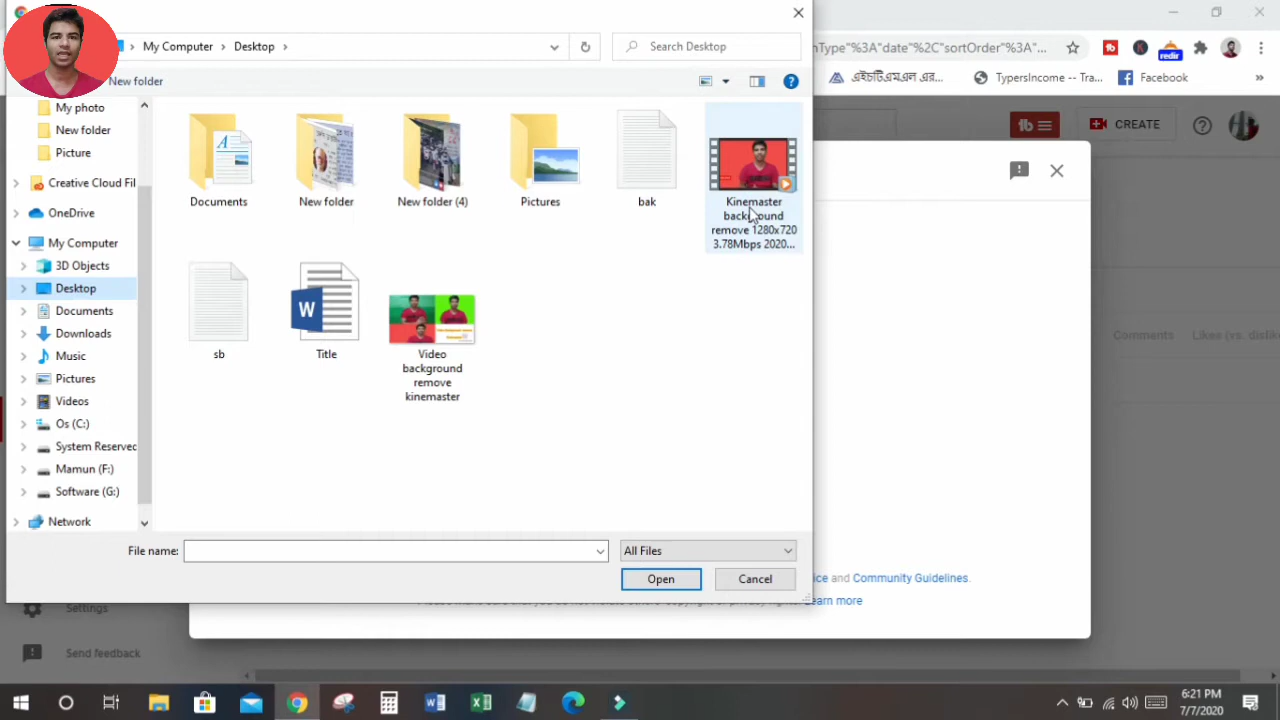 My Computer > Desktop >
Search Desktop
nType"%3A"date"%2C"sortOrder"%3A"...
redir
New folder
এইচটিএমএল এর...
TypersIncome -- Tra...
Facebook
»
My photo
New folder
Picture
Creative Cloud Fil
OneDrive
My Computer
3D Objects
Desktop
Documents
Downloads
Music
Pictures
Videos
Os (C:)
System Reserved
Mamun (F:)
Software (G:)
Network
Documents
New folder
New folder (4)
Pictures
bak
Kinemaster
background
remove 1280x720
3.78Mbps 2020...
sb
Title
Video
background
remove
kinemaster
CREATE
Comments
Likes (vs. dislike
File name:
All Files
Open
Cancel
ice and Community Guidelines.
Learn more
Settings
Send feedback
6:21 PM
7/7/2020